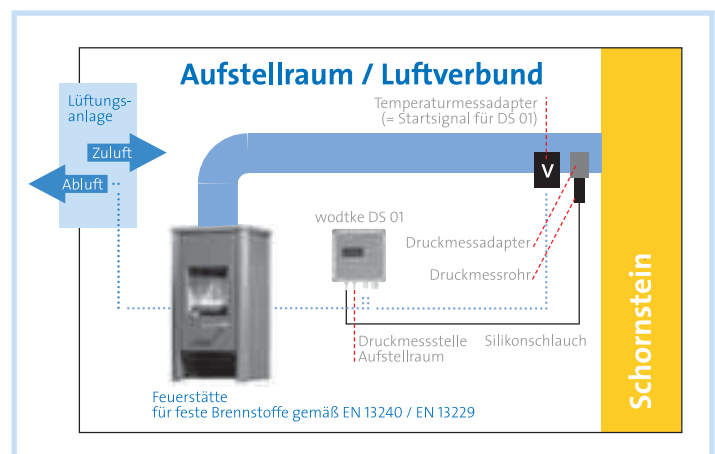 Aufstellraum / Luftverbund
Lüftungs-
anlage
Temperaturmessadapter
(= Startsignal für DS 01)
Zuluft
Abluft
V
wodtke DS 01
Druckmessadapter
Druckmessrohr
Druckmessstelle
Aufstellraum
Silikonschlauch
Schornstein
Feuerstätte
für feste Brennstoffe gemäß EN 13240 / EN 13229